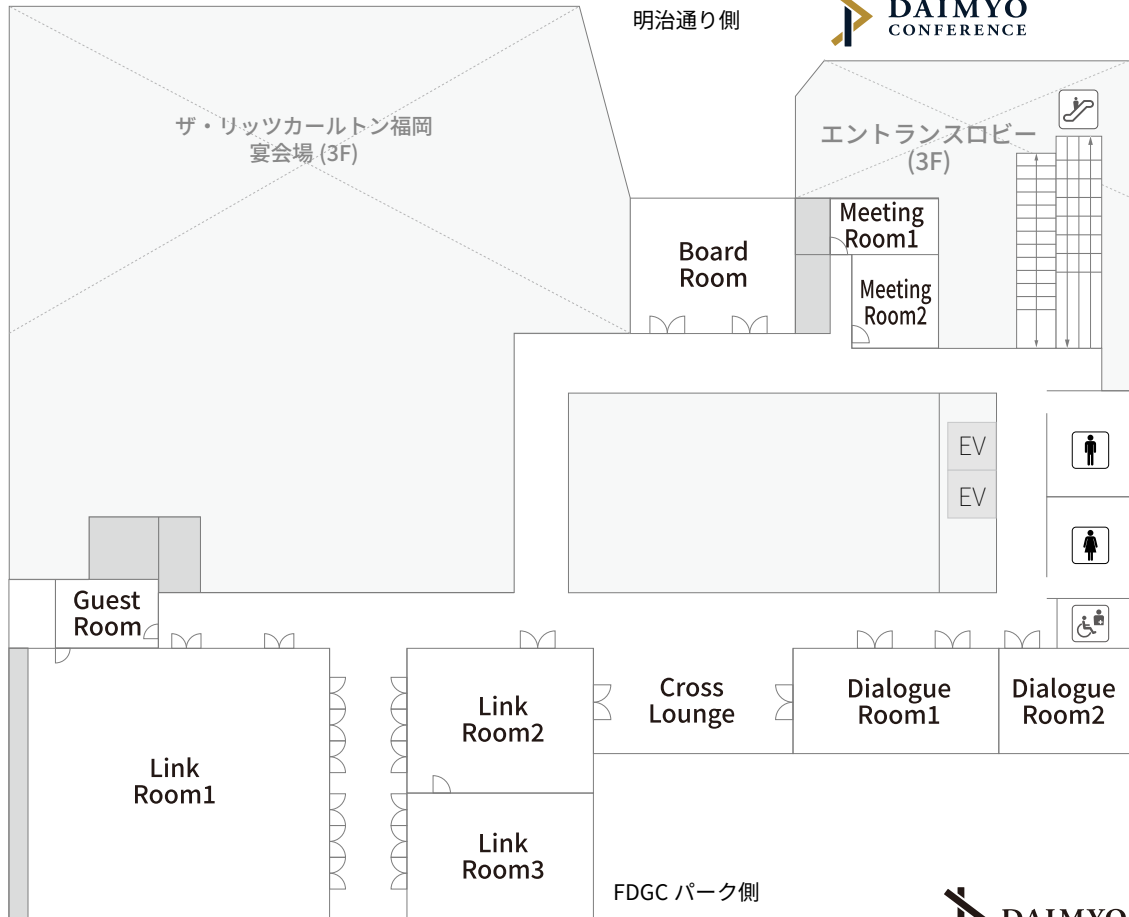 明治通り側
DAIMYO
CONFERENCE
ザ・リッツカールトン福岡
宴会場 (3F)
エントランスロビー
(3F)
Meeting
Room1
Board
Room
Meeting
Room2
EV
EV
Guest
Room
Cross
Lounge
Dialogue
Room1
Dialogue
Room2
Link
Room2
Link
Room1
Link
Room3
FDGC パーク側
DAIMYO